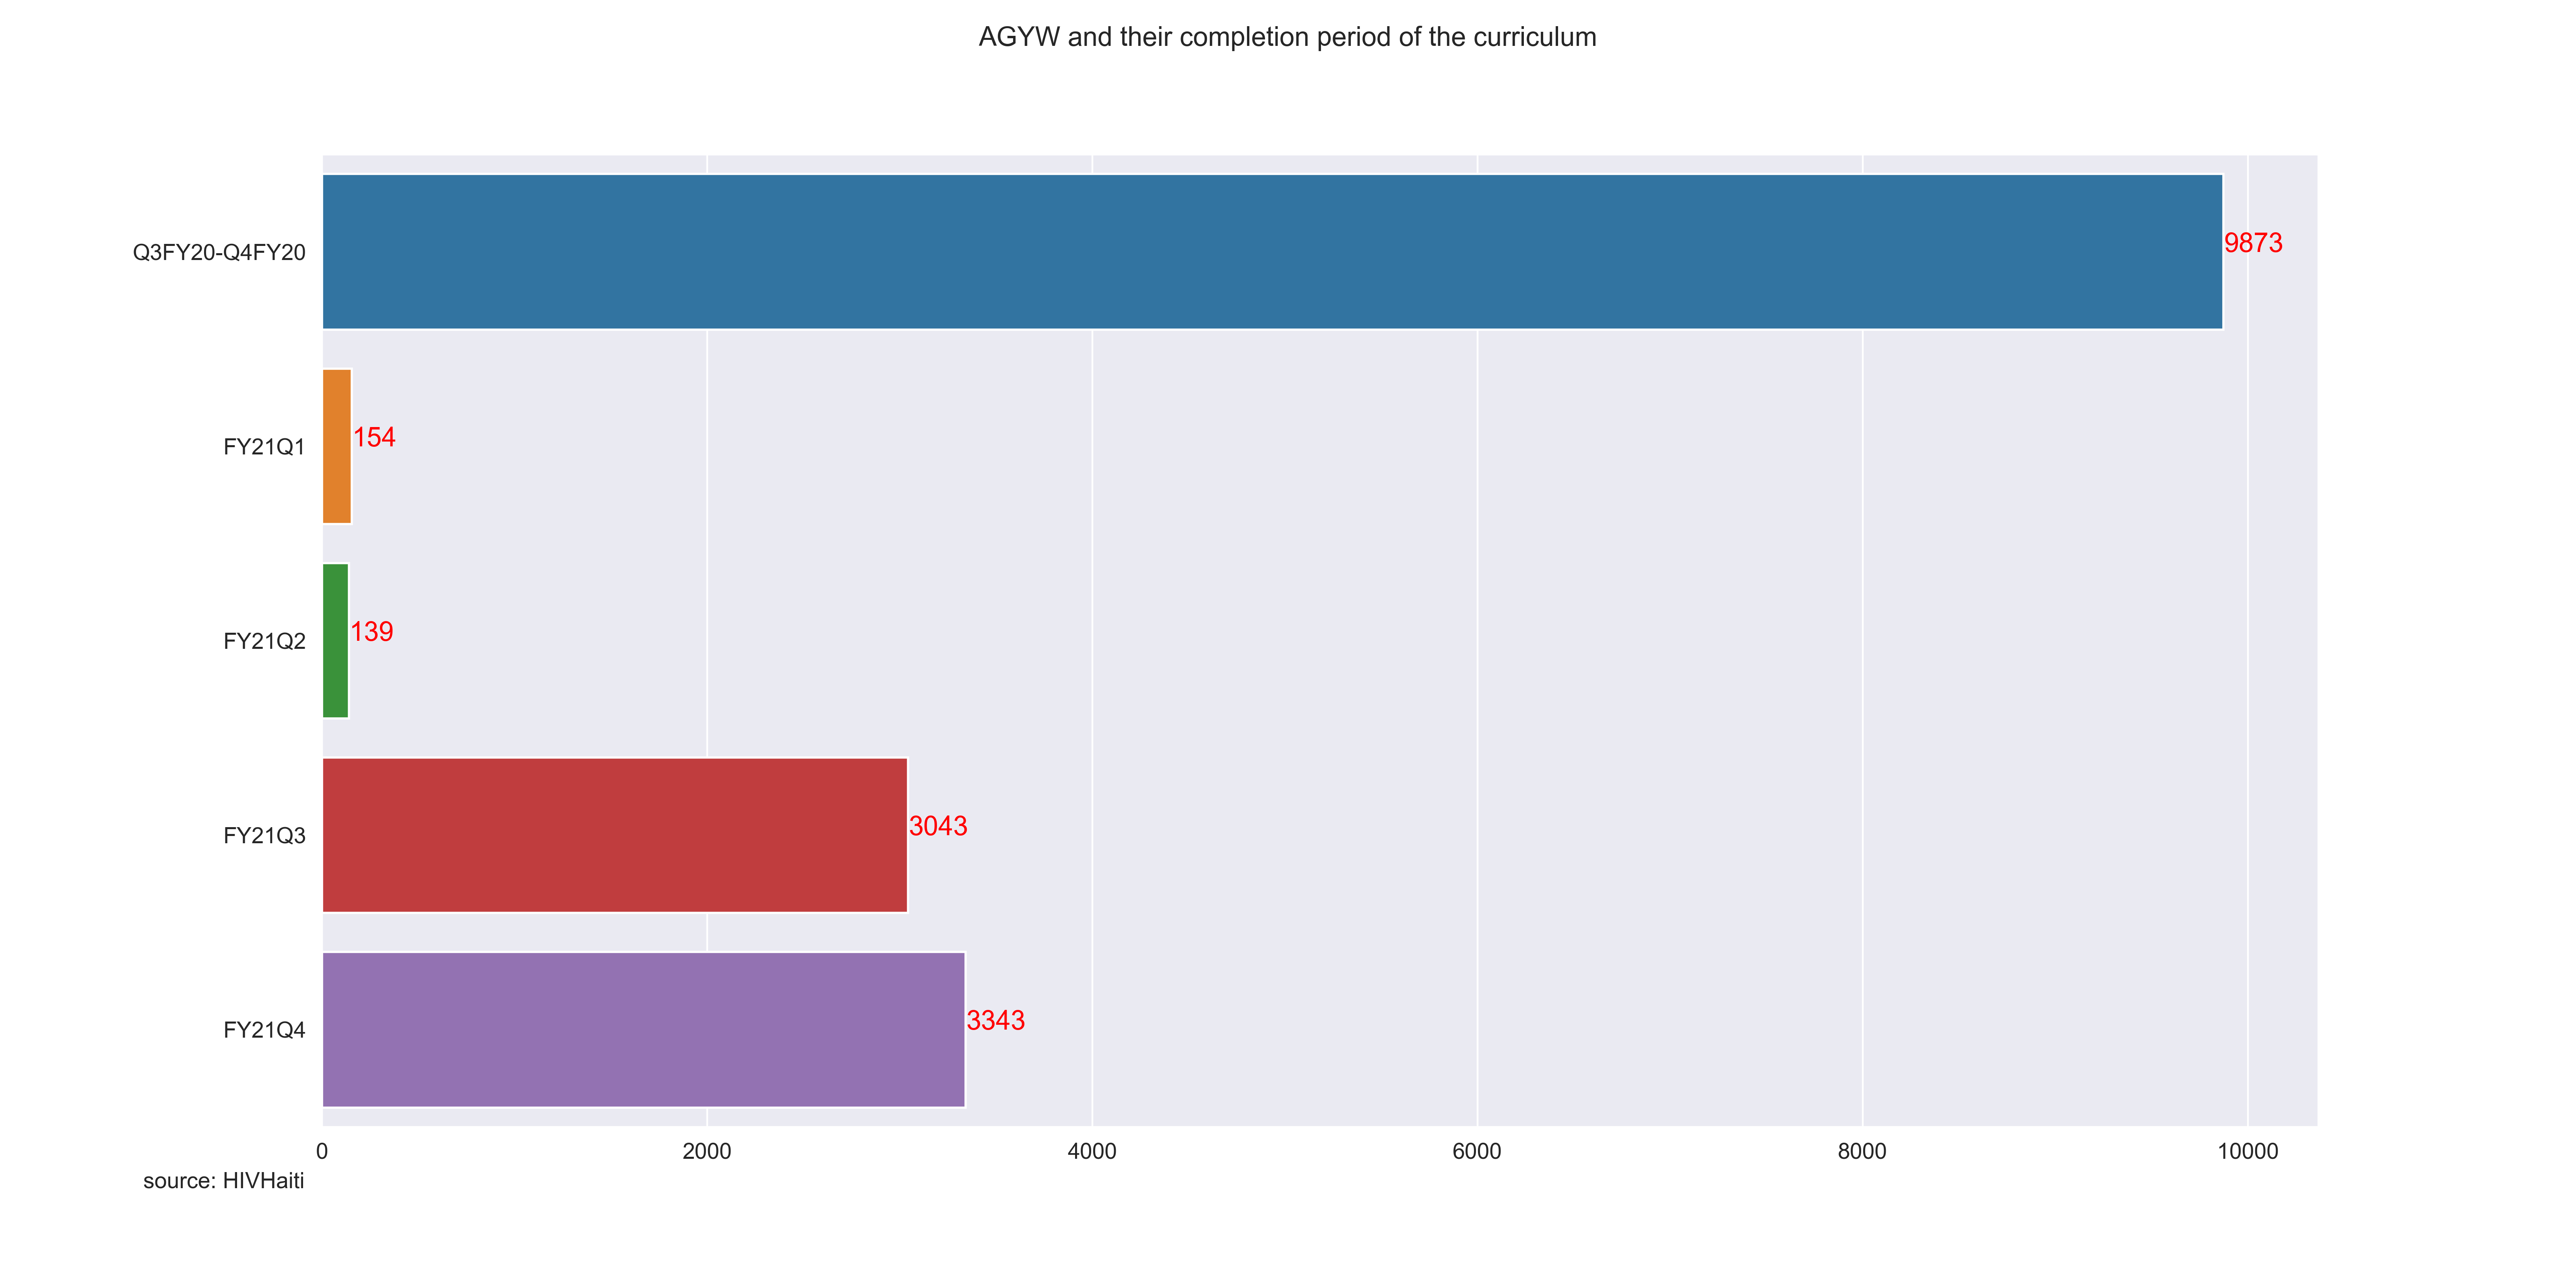 AGYW and their completion period of the curriculum
Q3FY20-Q4FY20
9873
FY21Q1
154
FY21Q2
139
FY21Q3
3043
FY21Q4
3343
0 2000 4000 6000 8000 10000
source: HIVHaiti